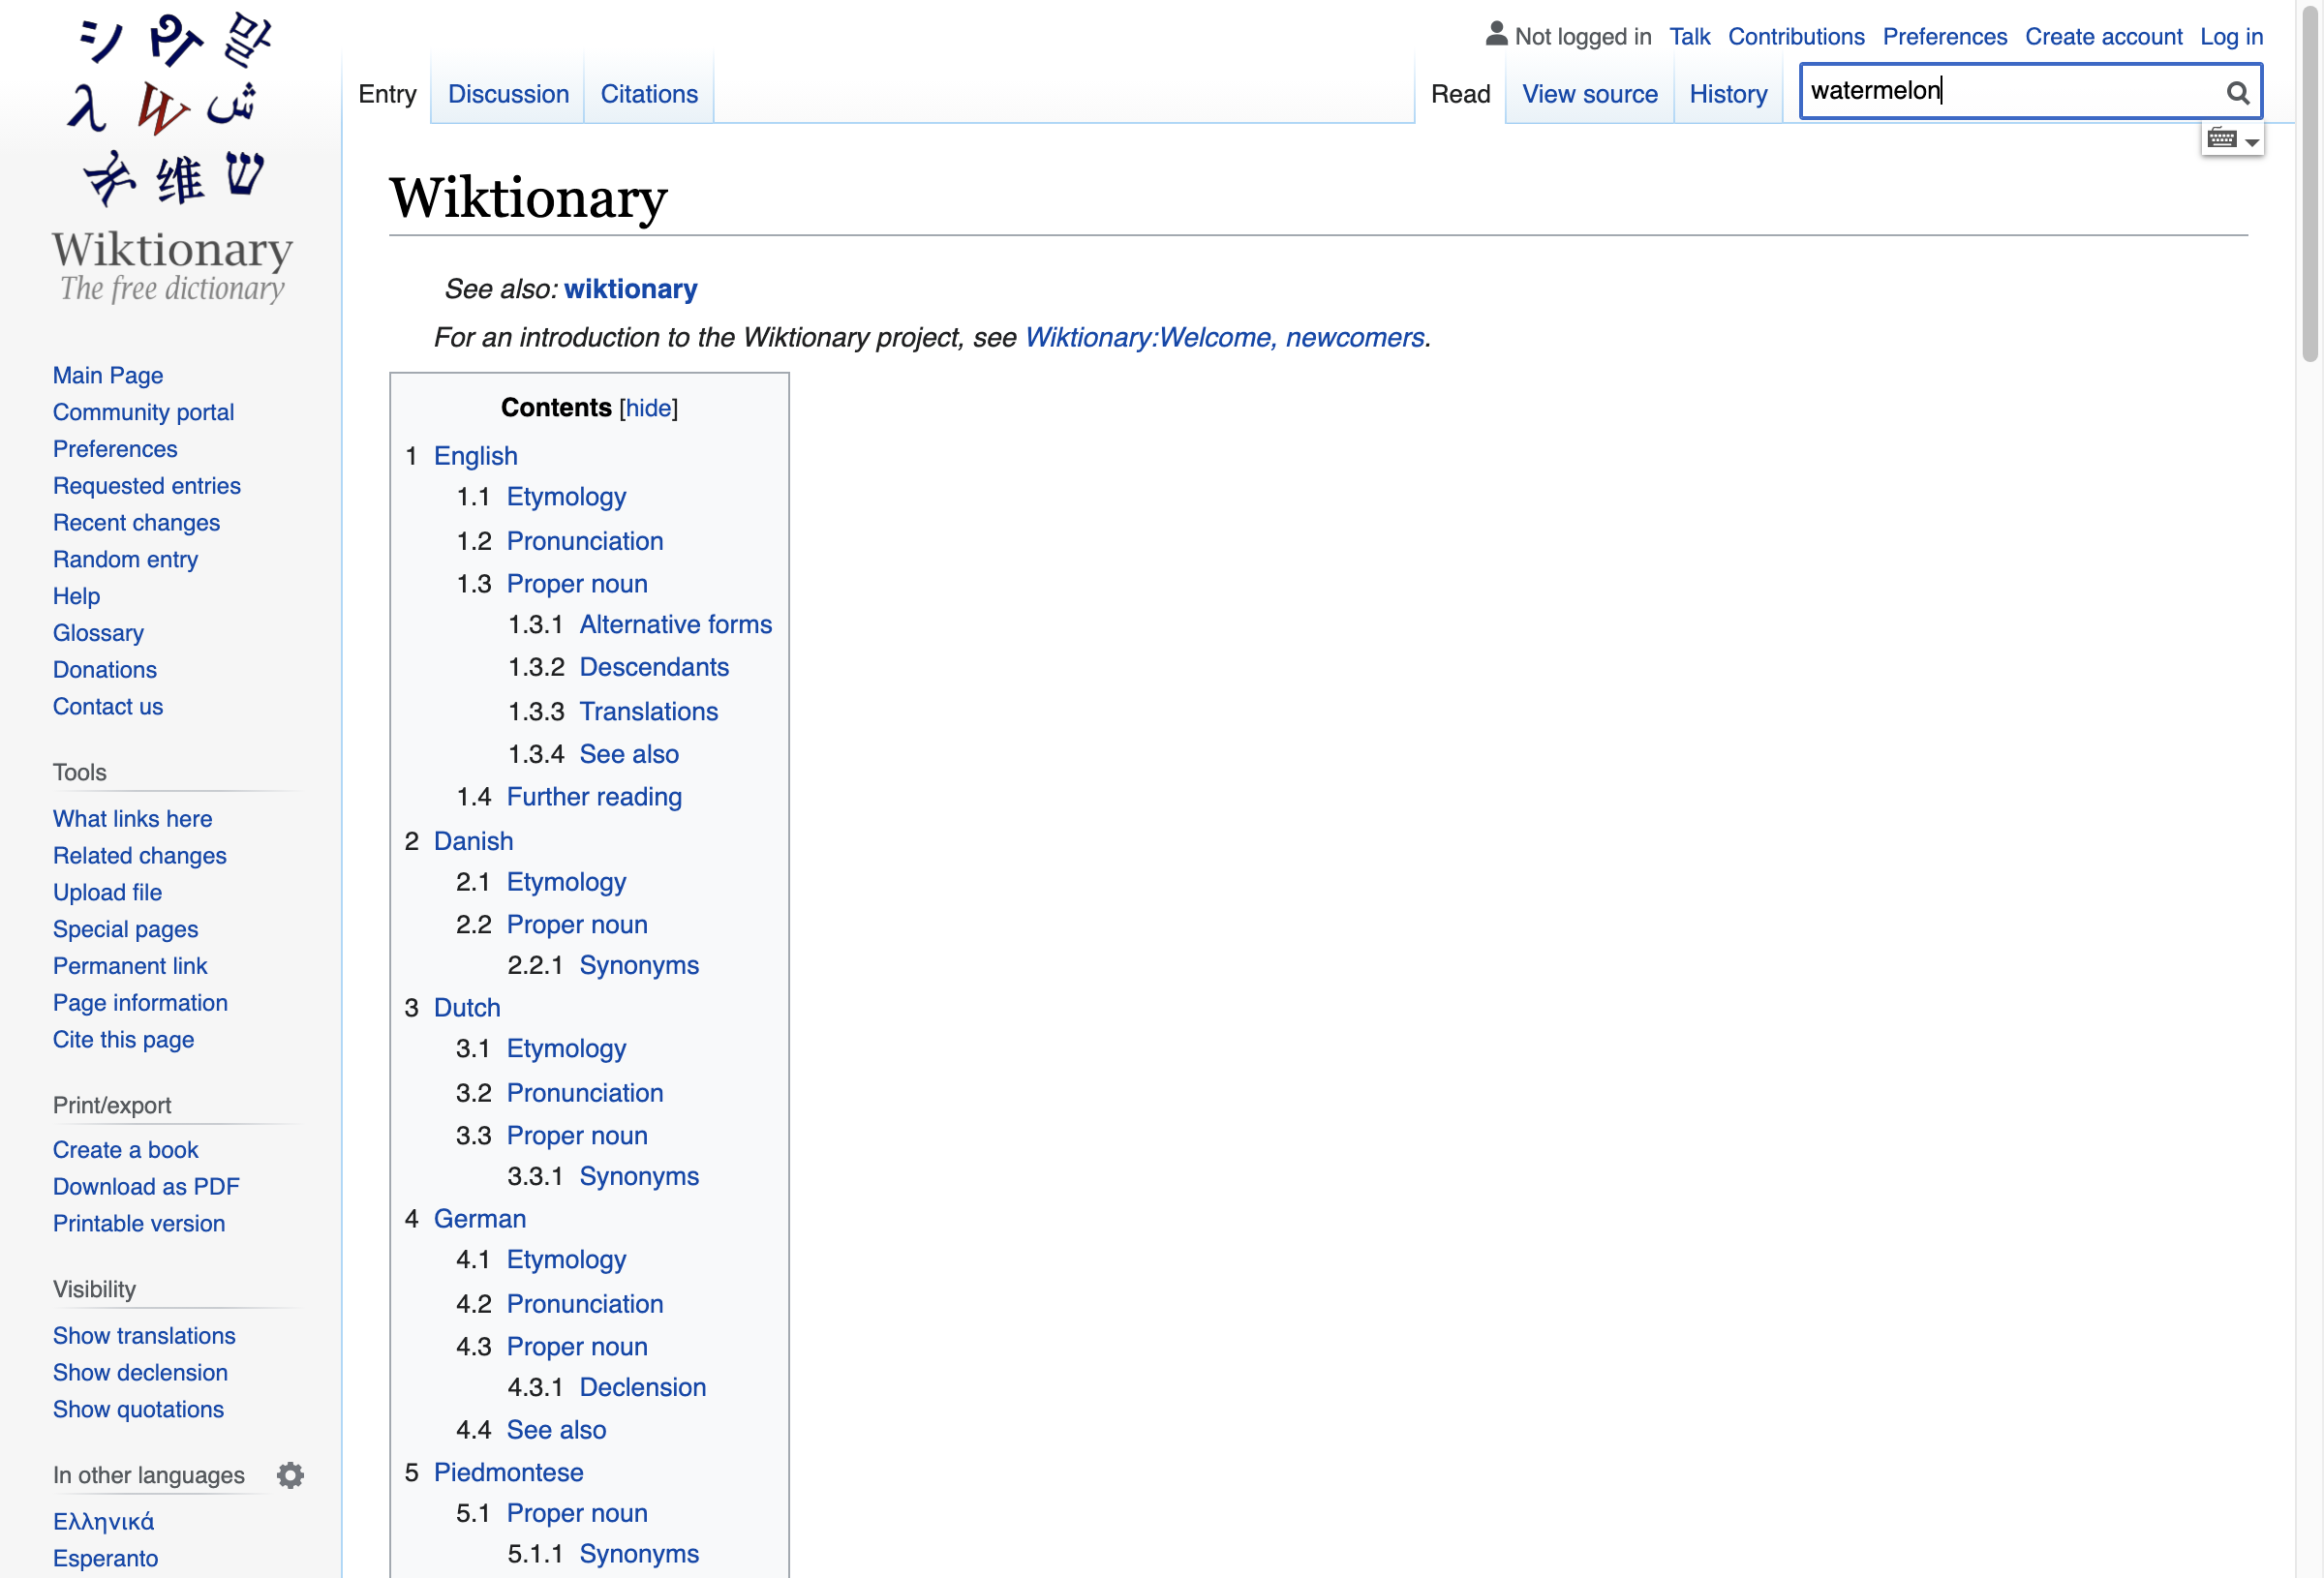 シ ア 말
λ W ش
维 ש
Wiktionary
The free dictionary
Main Page
Community portal
Preferences
Requested entries
Recent changes
Random entry
Help
Glossary
Donations
Contact us
Tools
What links here
Related changes
Upload file
Special pages
Permanent link
Page information
Cite this page
Print/export
Create a book
Download as PDF
Printable version
Visibility
Show translations
Show declension
Show quotations
In other languages
Ελληνικά
Esperanto
Not logged in Talk Contributions Preferences Create account Log in
Entry Discussion Citations Read View source History watermelon
Wiktionary
See also: wiktionary
For an introduction to the Wiktionary project, see Wiktionary:Welcome, newcomers.
Contents [hide]
1 English
1.1 Etymology
1.2 Pronunciation
1.3 Proper noun
1.3.1 Alternative forms
1.3.2 Descendants
1.3.3 Translations
1.3.4 See also
1.4 Further reading
2 Danish
2.1 Etymology
2.2 Proper noun
2.2.1 Synonyms
3 Dutch
3.1 Etymology
3.2 Pronunciation
3.3 Proper noun
3.3.1 Synonyms
4 German
4.1 Etymology
4.2 Pronunciation
4.3 Proper noun
4.3.1 Declension
4.4 See also
5 Piedmontese
5.1 Proper noun
5.1.1 Synonyms